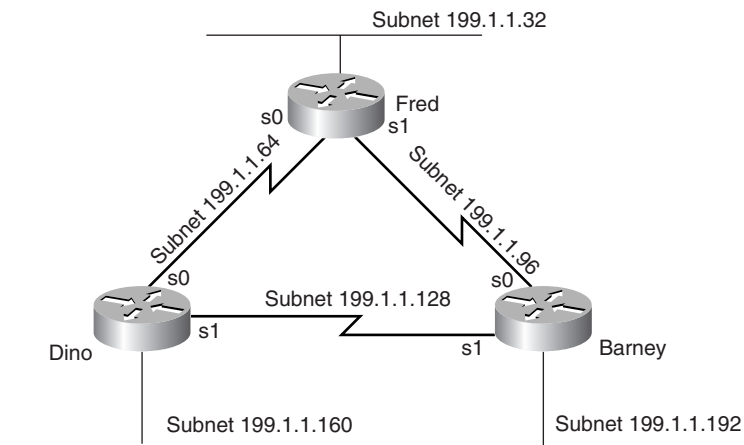 Subnet 199.1.1.32
Fred
s0
s1
Subnet 199.1.1.64
Subnet 199.1.1.96
s0
s0
Subnet 199.1.1.128
s1
s1
Dino
Barney
Subnet 199.1.1.160
Subnet 199.1.1.192